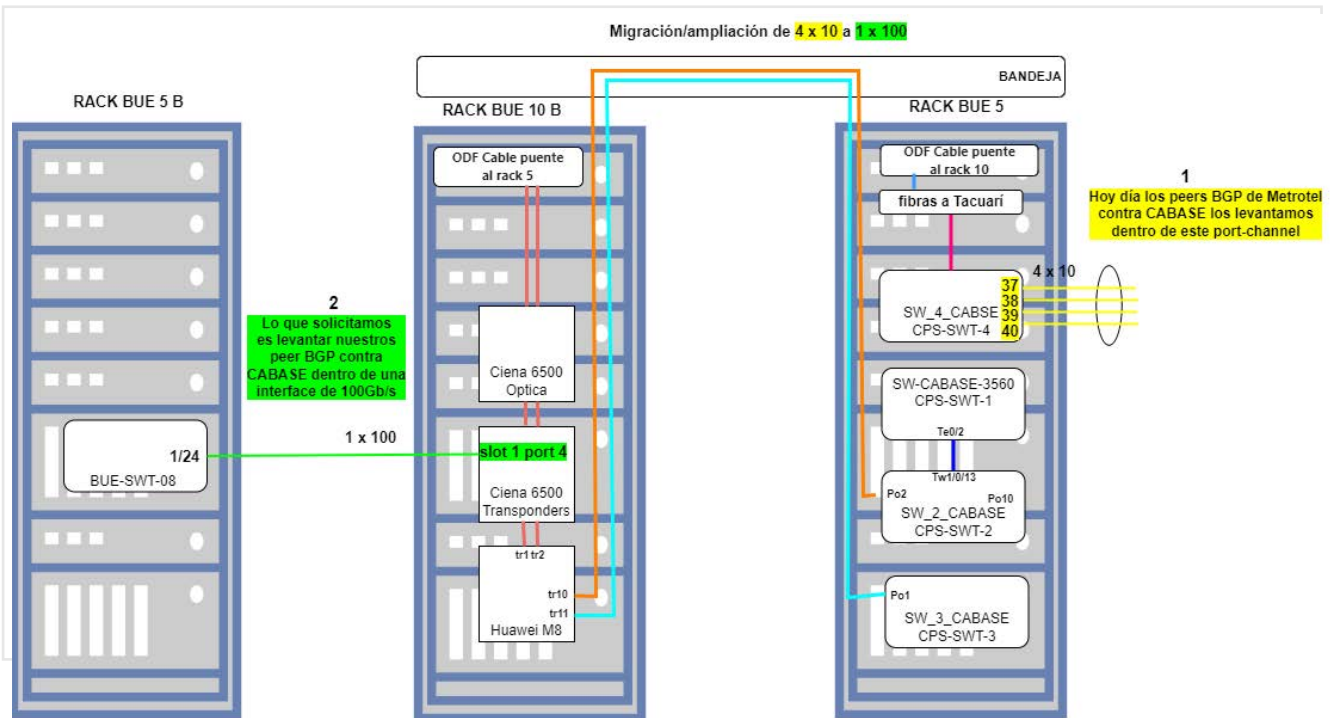 Migración/ampliación de 4 x 10 a 1 x 100
BANDEJA
RACK BUE 5 B
1/24
BUE-SWT-08
2
Lo que solicitamos
es levantar nuestros
peer BGP contra
CABASE dentro de una
interface de 100Gb/s
1 x 100
RACK BUE 10 B
ODF Cable puente
al rack 5
Ciena 6500
Optica
slot 1 port 4
Ciena 6500
Transponders
tr1 tr2
tr10
tr11
Huawei M8
RACK BUE 5
ODF Cable puente
al rack 10
fibras a Tacuarí
4 x 10
37
38
39
40
SW_4_CABSE
CPS-SWT-4
SW-CABASE-3560
CPS-SWT-1
Te0/2
Tw1/0/13
Po2
Po10
SW_2_CABASE
CPS-SWT-2
Po1
SW_3_CABASE
CPS-SWT-3
1
Hoy día los peers BGP de Metrotel
contra CABASE los levantamos
dentro de este port-channel